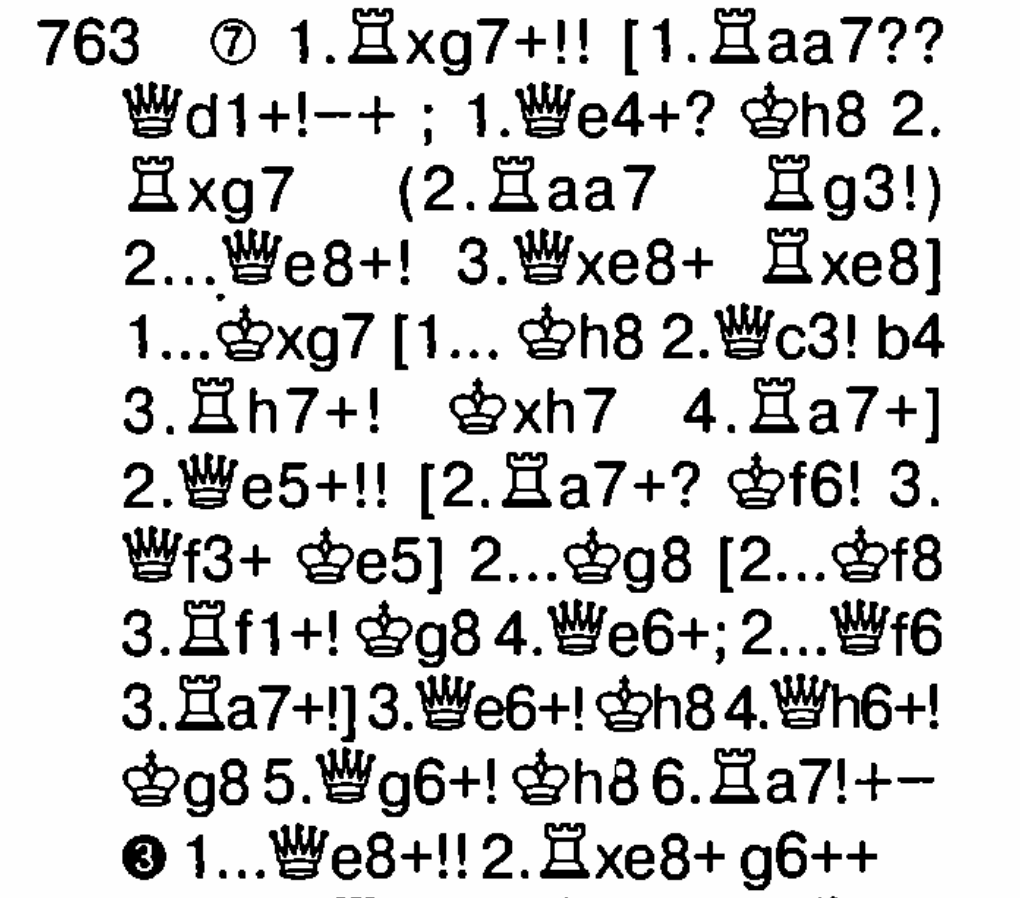 763 ⑦ 1.♖xg7+!! [1.♖aa7??
♕d1+!−+ ; 1.♕e4+? ♔h8 2.
♖xg7 (2.♖aa7 ♖g3!)
2...♕e8+! 3.♕xe8+ ♖xe8]
1...♔xg7 [1... ♔h8 2.♕c3! b4
3.♖h7+! ♔xh7 4.♖a7+]
2.♕e5+!! [2.♖a7+? ♔f6! 3.
♕f3+ ♔e5] 2...♔g8 [2...♔f8
3.♖f1+! ♔g8 4.♕e6+; 2...♕f6
3.♖a7+!] 3.♕e6+! ♔h8 4.♕h6+!
♔g8 5.♕g6+! ♔h8 6.♖a7!+−
❸ 1...♕e8+!! 2.♖xe8+ g6++